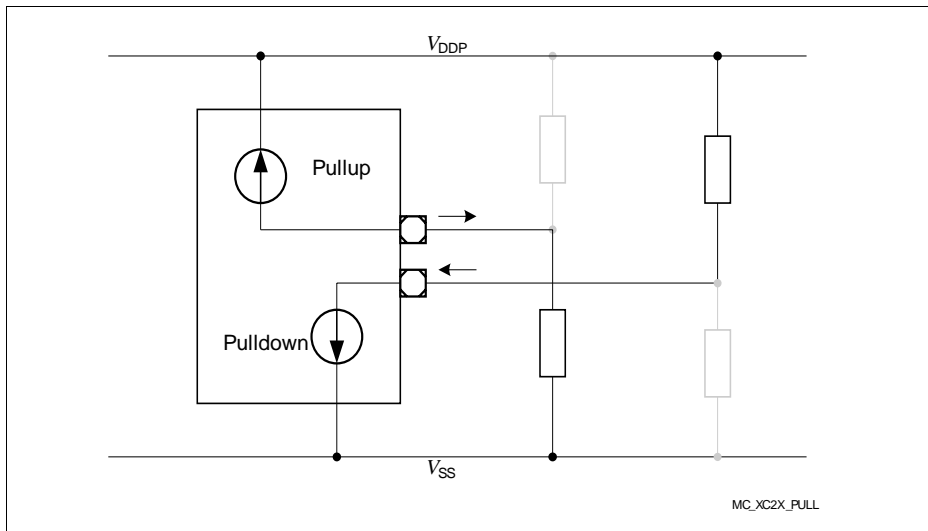 VDDP
Pullup
Pulldown
VSS
MC_XC2X_PULL